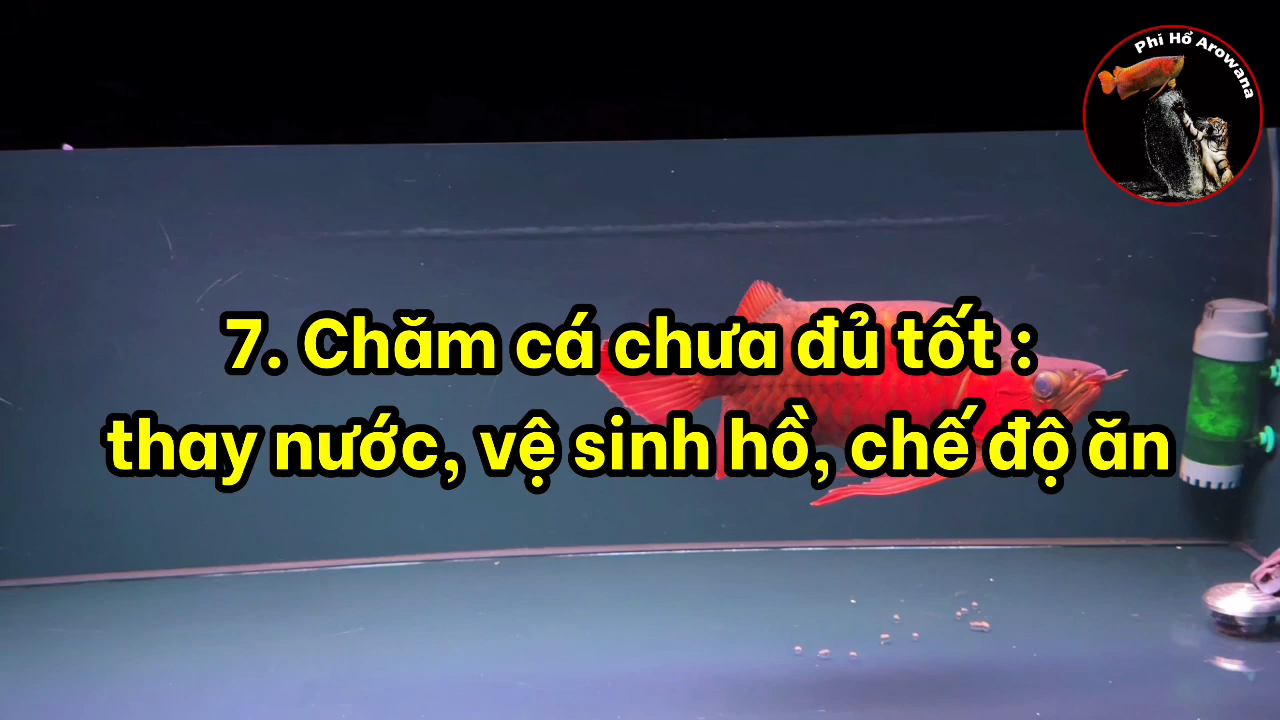 Phi Hổ Arowana
7. Chăm cá chưa đủ tốt :
thay nước, vệ sinh hồ, chế độ ăn